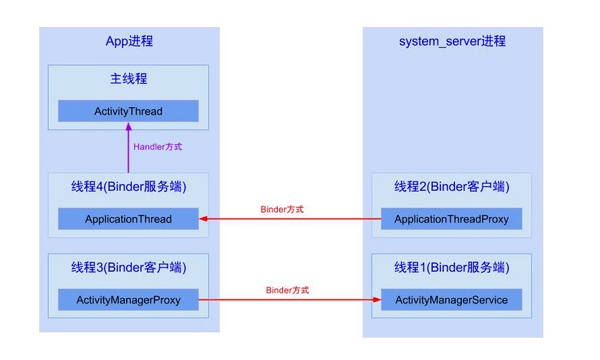 App进程
system_server进程
主线程
ActivityThread
Handler方式
线程4(Binder服务端)
ApplicationThread
Binder方式
线程2(Binder客户端)
ApplicationThreadProxy
线程3(Binder客户端)
ActivityManagerProxy
Binder方式
线程1(Binder服务端)
ActivityManagerService